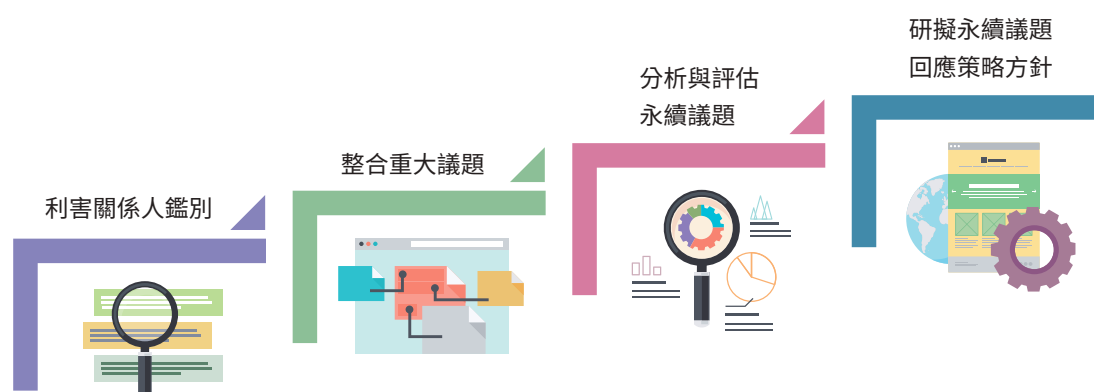 利害關係人鑑別
整合重大議題
分析與評估
永續議題
研擬永續議題
回應策略方針